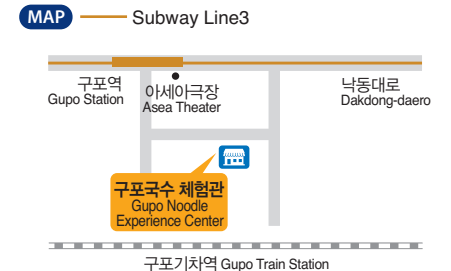 MAP Subway Line3
구포역
Gupo Station
아세아극장
Asea Theater
낙동대로
Dakdong-daero
구포국수 체험관
Gupo Noodle
Experience Center
구포기차역 Gupo Train Station